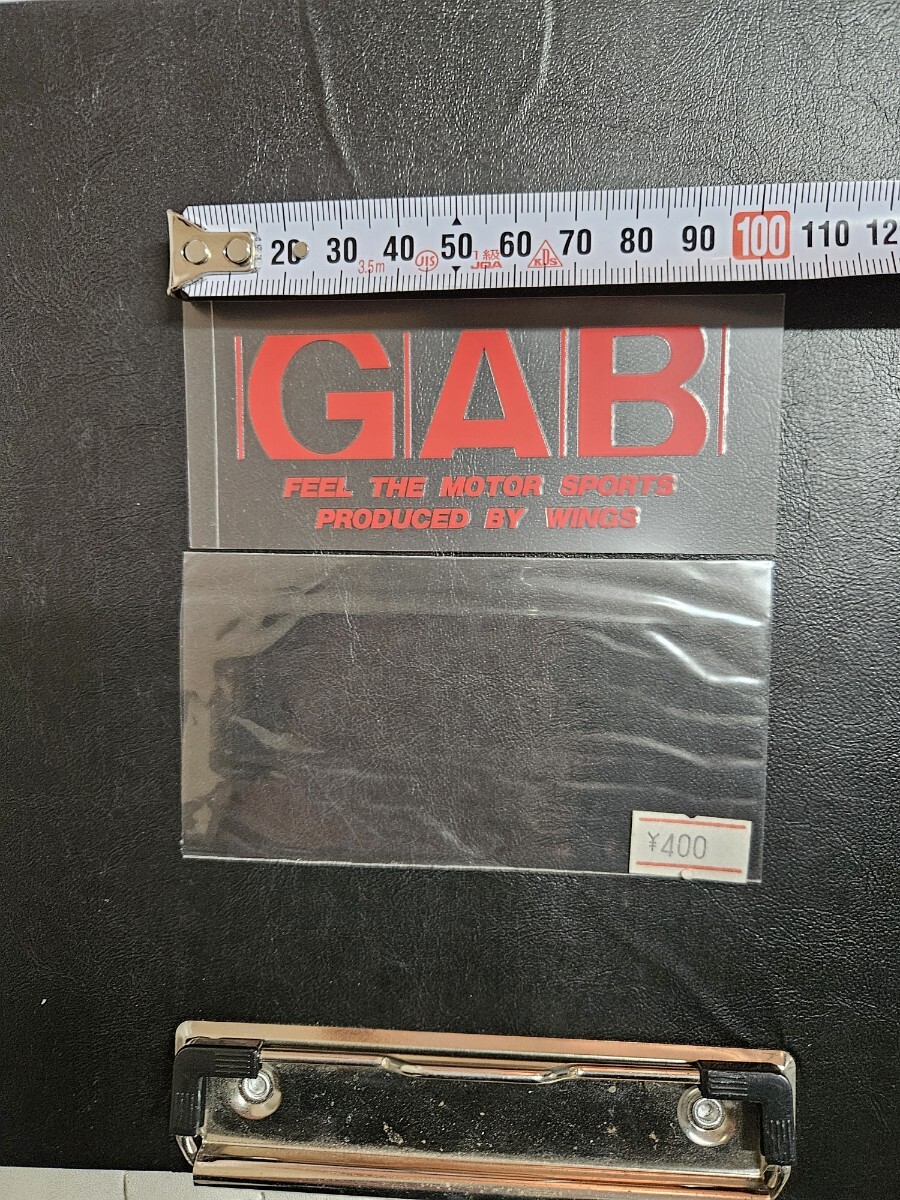 20 30 40 50 60 70 80 90 100 110 12
3.5m JIS 1級 JQA KDS
GAB
FEEL THE MOTOR SPORTS
PRODUCED BY WINGS
¥400